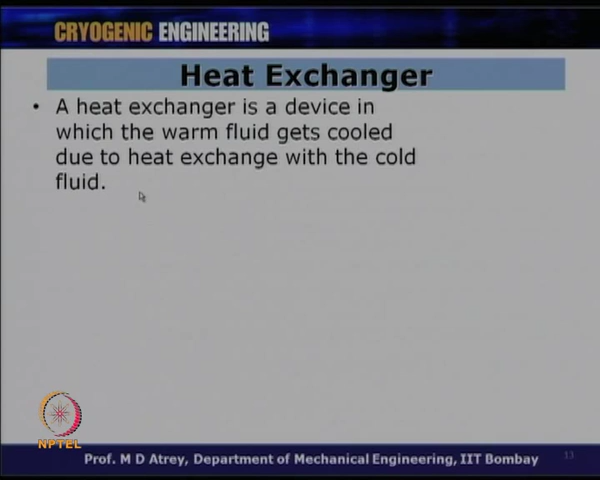 CRYOGENIC ENGINEERING
Heat Exchanger
• A heat exchanger is a device in
which the warm fluid gets cooled
due to heat exchange with the cold
fluid.
NPTEL
Prof. M D Atrey, Department of Mechanical Engineering, IIT Bombay
13